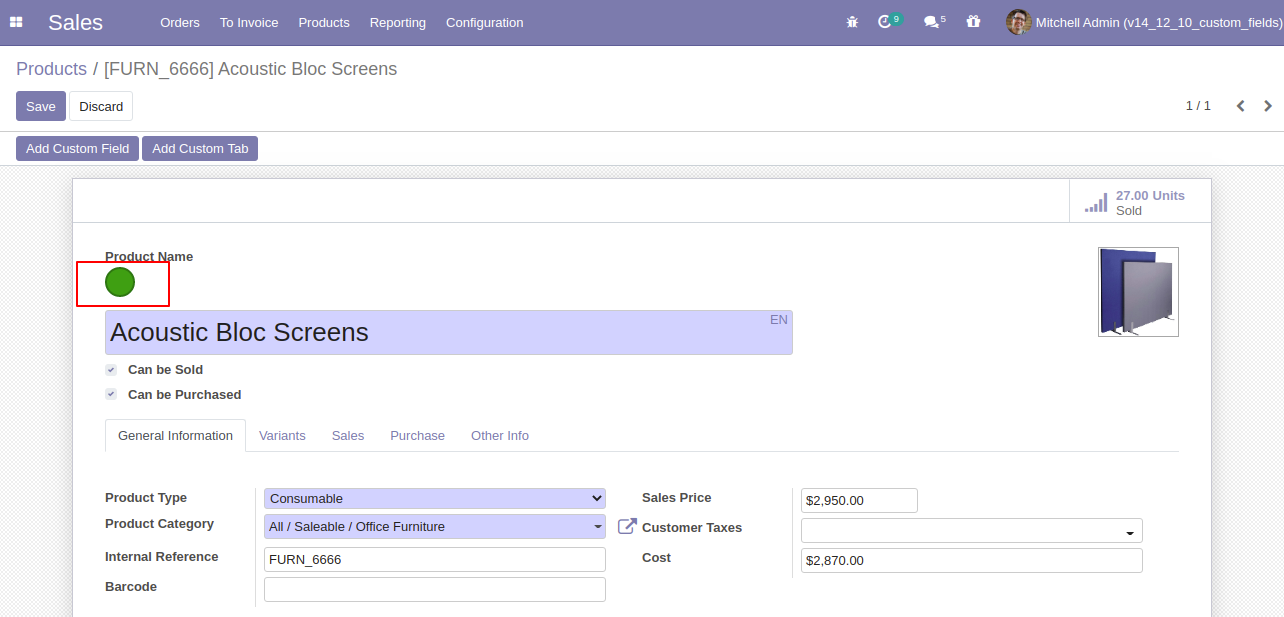 Sales Orders To Invoice Products Reporting Configuration 9 5 Mitchell Admin (v14_12_10_custom_fields)
Products / [FURN_6666] Acoustic Bloc Screens
Save Discard 1 / 1
Add Custom Field Add Custom Tab
27.00 Units
Sold
Product Name
Acoustic Bloc Screens EN
Can be Sold
Can be Purchased
General Information Variants Sales Purchase Other Info
Product Type Consumable Sales Price $2,950.00
Product Category All / Saleable / Office Furniture Customer Taxes
Internal Reference FURN_6666 Cost $2,870.00
Barcode